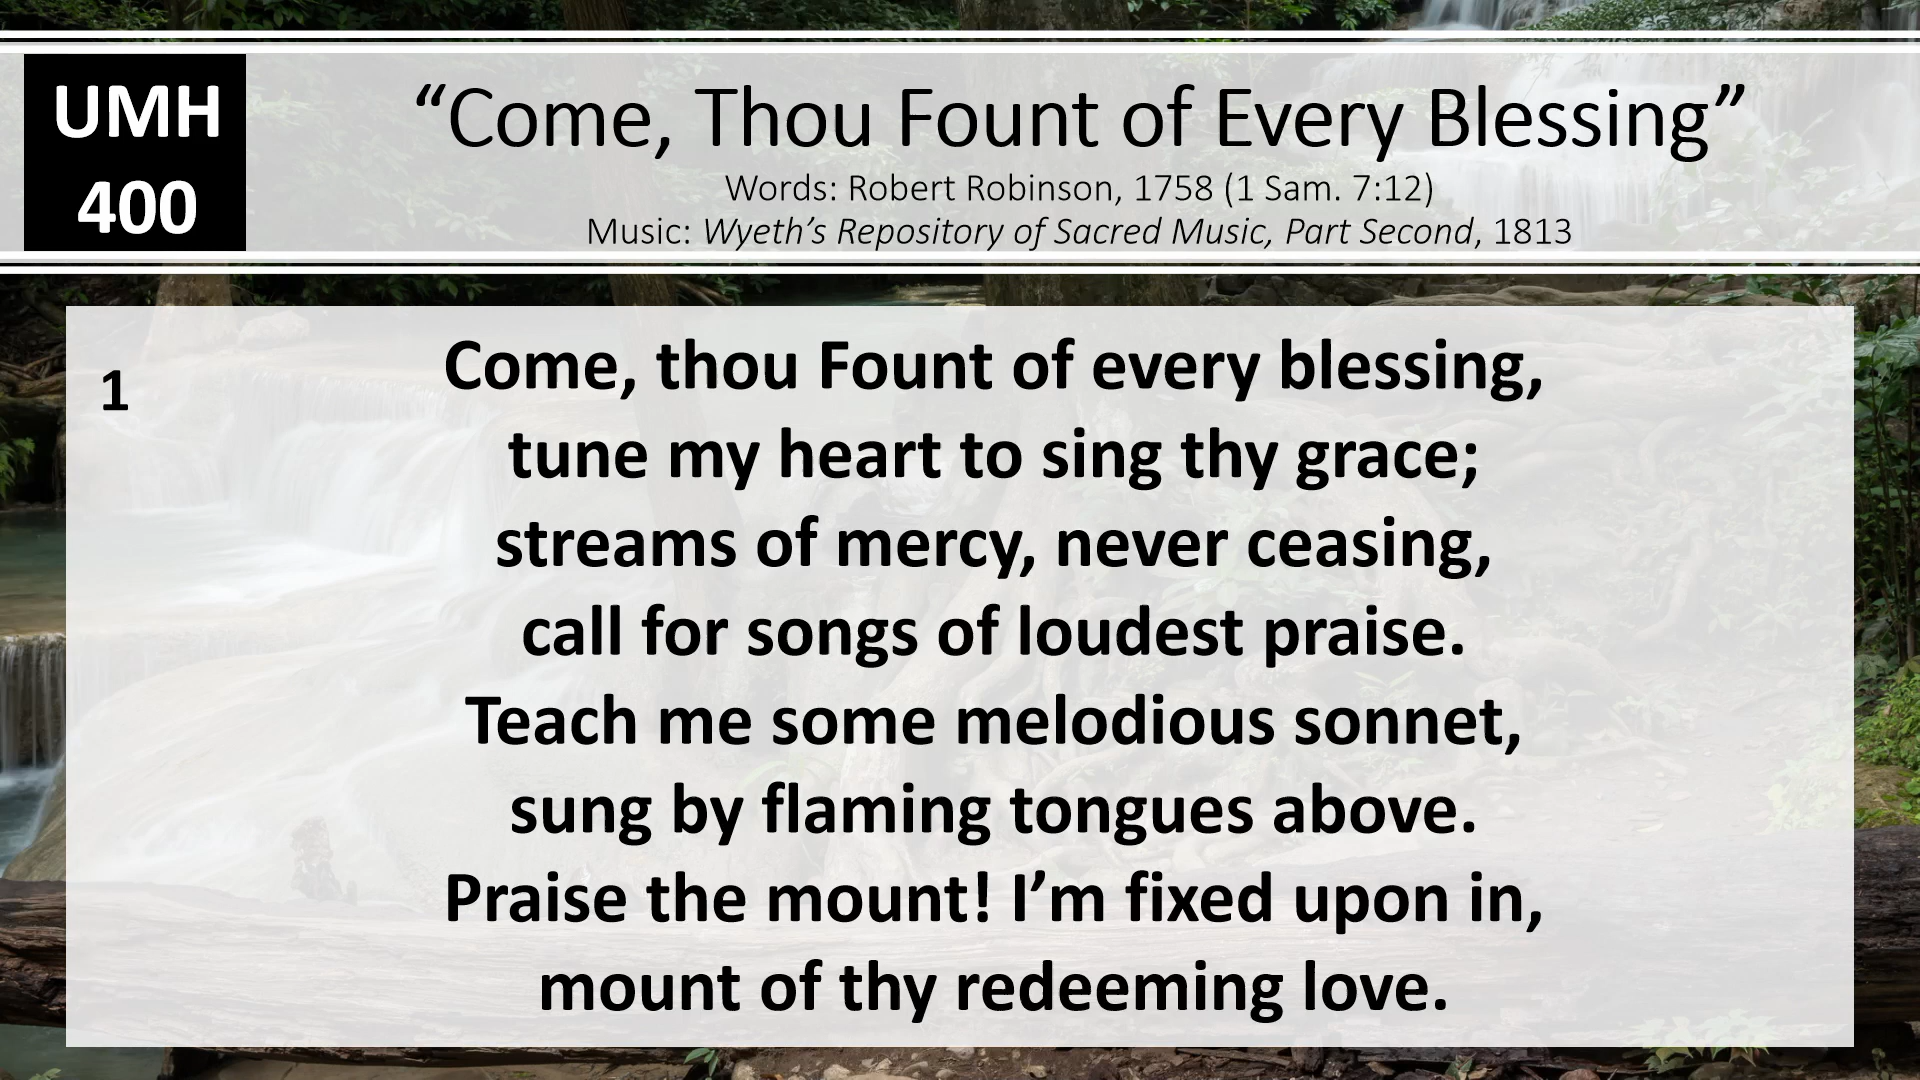 UMH
400
“Come, Thou Fount of Every Blessing”
Words: Robert Robinson, 1758 (1 Sam. 7:12)
Music: Wyeth’s Repository of Sacred Music, Part Second, 1813
1
Come, thou Fount of every blessing,
tune my heart to sing thy grace;
streams of mercy, never ceasing,
call for songs of loudest praise.
Teach me some melodious sonnet,
sung by flaming tongues above.
Praise the mount! I’m fixed upon in,
mount of thy redeeming love.